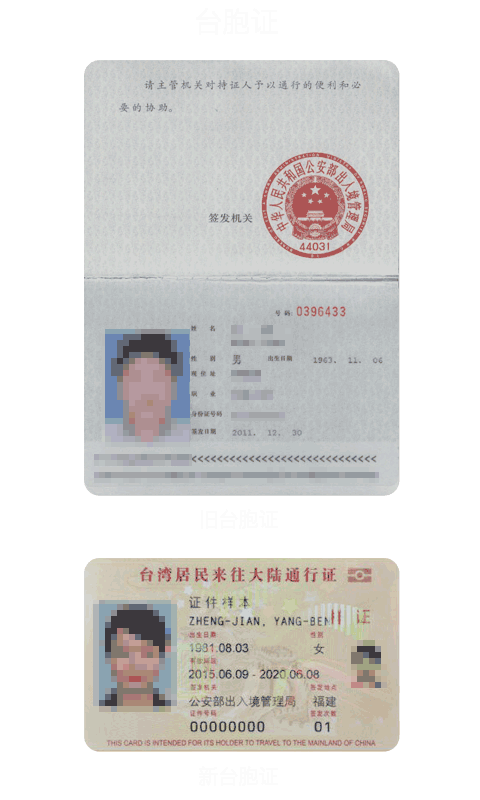 台胞证
请主管机关对持证人予以通行的便利和必
要的协助。
中华人民共和国公安部出入境管理局
签发机关
44031
号 码: 0396433
姓 名
性 别 男 出生日期 1963. 11. 06
现 住 址
职 业
身份证号码
签发日期 2011. 12. 30
<<<<<<<<<<<<<<<<<<<<<<<<<<<<<
旧台胞证
台湾居民来往大陆通行证
证件样本
ZHENG-JIAN, YANG-BEN
证
出生日期 性别
1981.08.03 女
有效期限
2015.06.09 - 2020.06.08
签发机关 签发地点
公安部出入境管理局 福建
证件号码 签发次数
00000000 01
THIS CARD IS INTENDED FOR ITS HOLDER TO TRAVEL TO THE MAINLAND OF CHINA
新台胞证